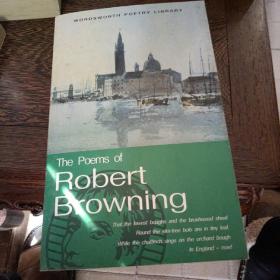 WORDSWORTH POETRY LIBRARY
The Poems of
Robert
Browning
That the lowest boughs and the brushwood sheaf
Round the elm-tree bole are in tiny leaf,
While the chaffinch sings on the orchard bough
In England – now!